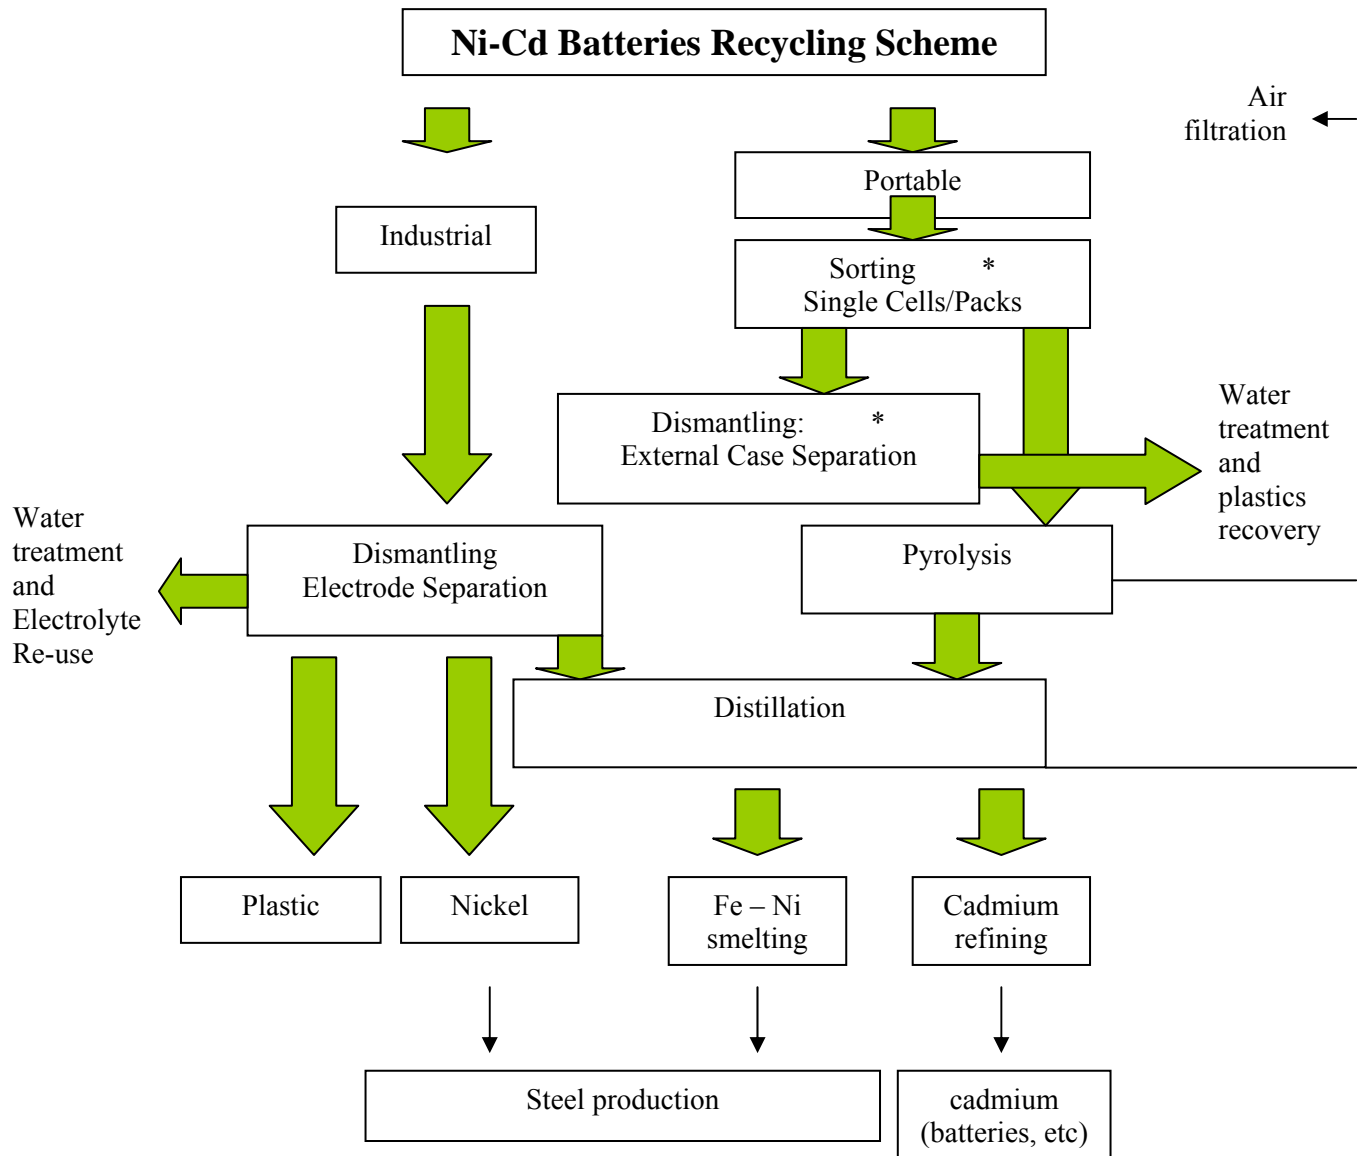 Ni-Cd Batteries Recycling Scheme
Air
filtration
Portable
Industrial
Sorting *
Single Cells/Packs
Dismantling: *
External Case Separation
Water
treatment
and
plastics
recovery
Water
treatment
and
Electrolyte
Re-use
Dismantling
Electrode Separation
Pyrolysis
Distillation
Plastic
Nickel
Fe – Ni
smelting
Cadmium
refining
Steel production
cadmium
(batteries, etc)